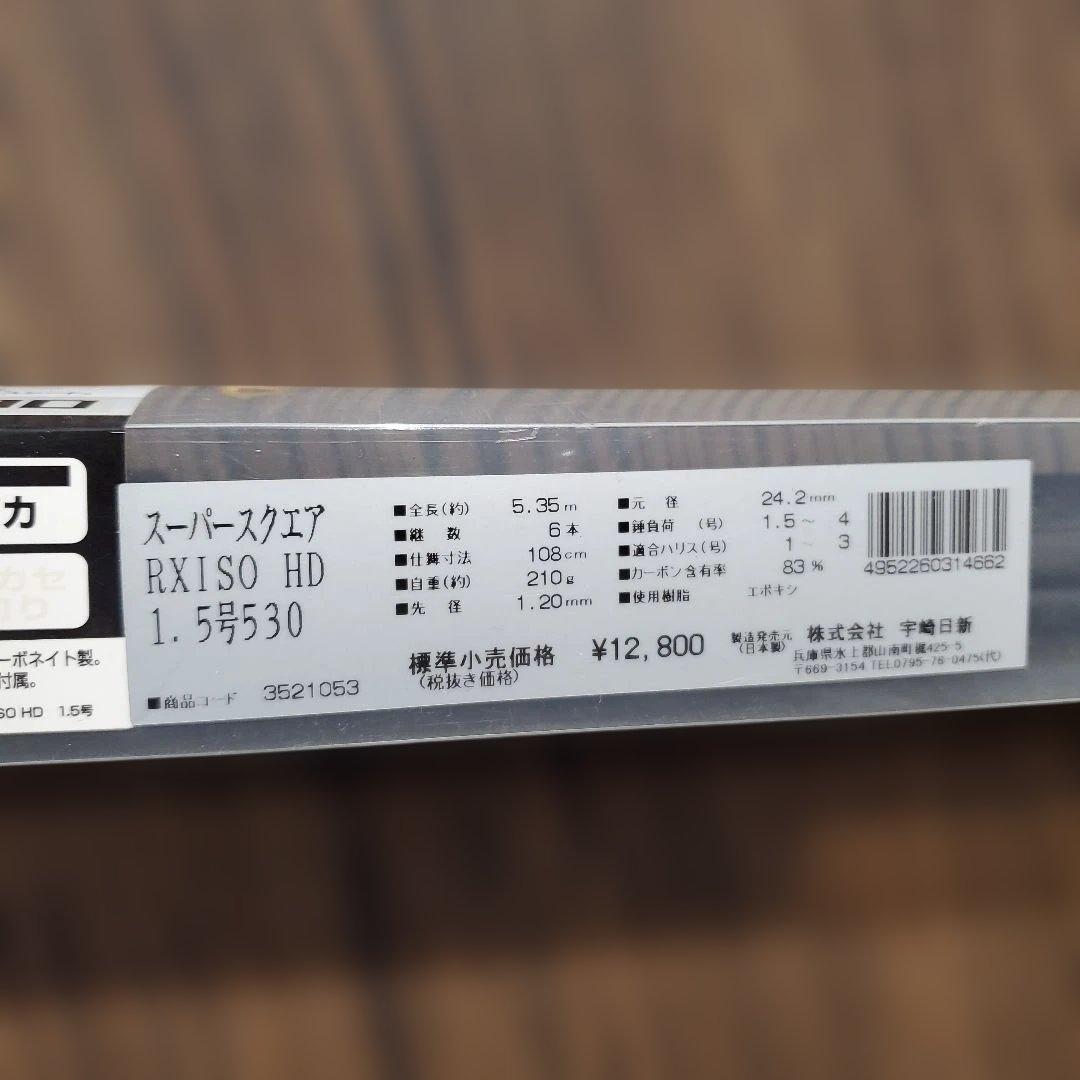 カ
カセ
ーボネイト製。
付属。
SO HD 1.5号
スーパースクエア
RXISO HD
1.5号530
■商品コード 3521053
■全長(約) 5.35m
■継数 6本
■仕舞寸法 108cm
■自重(約) 210g
■先径 1.20mm
■元径 24.2mm
■錘負荷 (号) 1.5~ 4
■適合ハリス(号) 1~ 3
■カーボン含有率 83%
■使用樹脂 エポキシ
標準小売価格 ¥12,800
(税抜き価格)
4952260314662
製造発売元 株式会社 宇崎日新
(日本製) 兵庫県氷上郡山南町梶425-5
〒669-3154 TEL0795-76-0475(代)